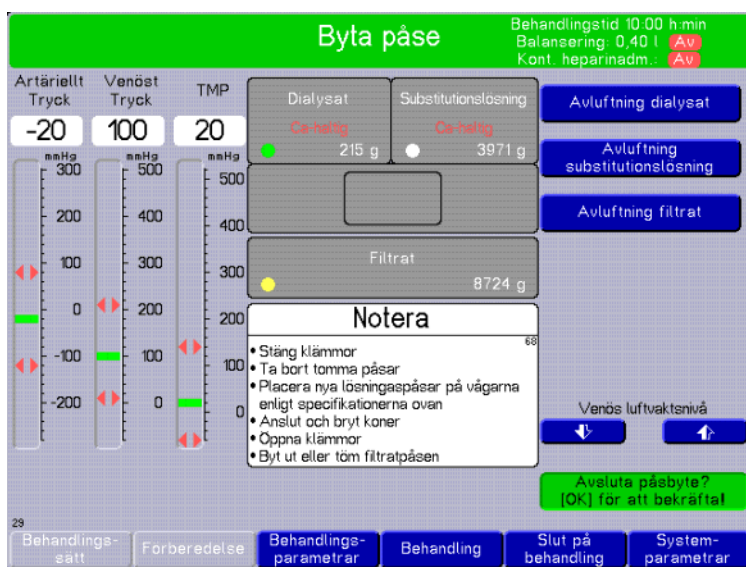 Byta påse
Behandlingstid 10:00 h:min
Balansering: 0,40 l Av
Kont. heparinadm.: Av
Artäriellt
Tryck
Venöst
Tryck
TMP
-20
100
20
mmHg
mmHg
mmHg
300
200
100
0
-100
-200
500
400
300
200
100
0
500
400
300
200
100
0
Dialysat
Ca-haltig
215 g
Substitutionslösning
Ca-haltig
3971 g
Filtrat
8724 g
Notera
68
• Stäng klämmor
• Ta bort tomma påsar
• Placera nya lösningaspåsar på vågarna
enligt specifikationerna ovan
• Anslut och bryt koner
• Öppna klämmor
• Byt ut eller töm filtratpåsen
Avluftning dialysat
Avluftning
substitutionslösning
Avluftning filtrat
Venös luftvaktsnivå
Avsluta påsbyte?
[OK] för att bekräfta!
29
Behandlings-
sätt
Förberedelse
Behandlings-
parametrar
Behandling
Slut på
behandling
System-
parametrar